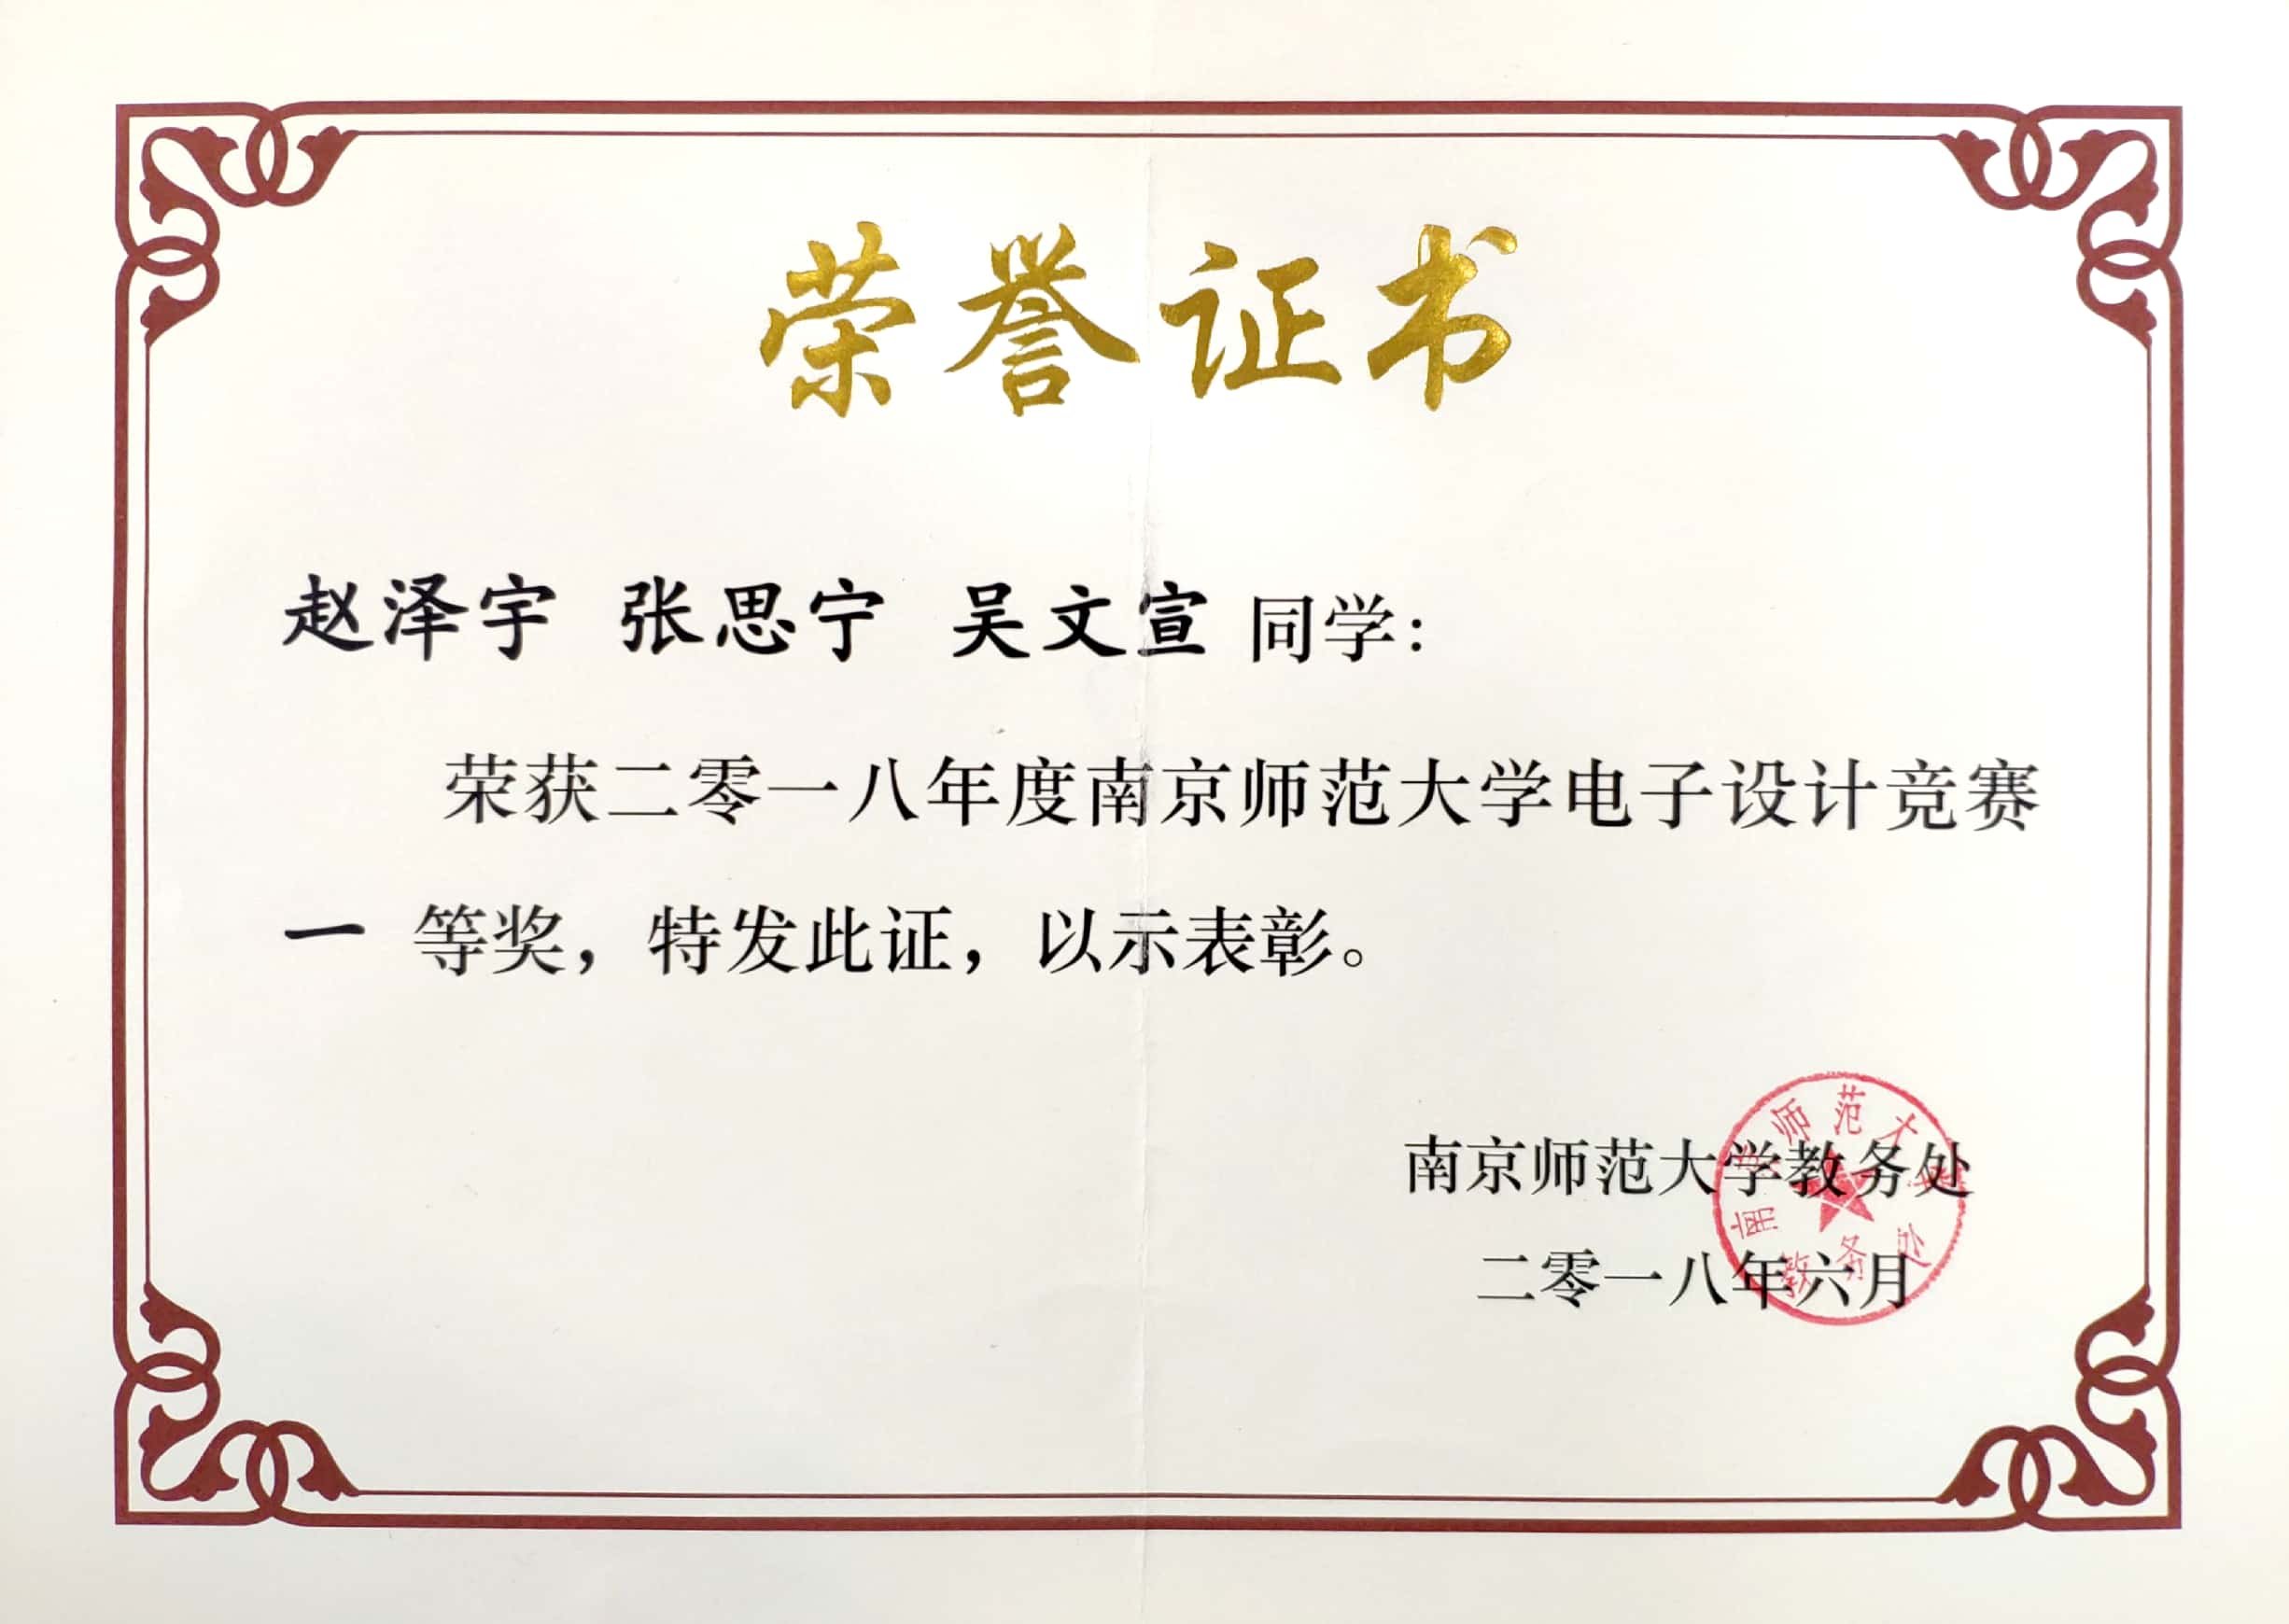 荣誉证书
赵泽宇 张思宁 吴文宣 同学：
荣获二零一八年度南京师范大学电子设计竞赛
一 等奖，特发此证，以示表彰。
南京师范大学教务处
二零一八年六月
南京师范大学
教务处